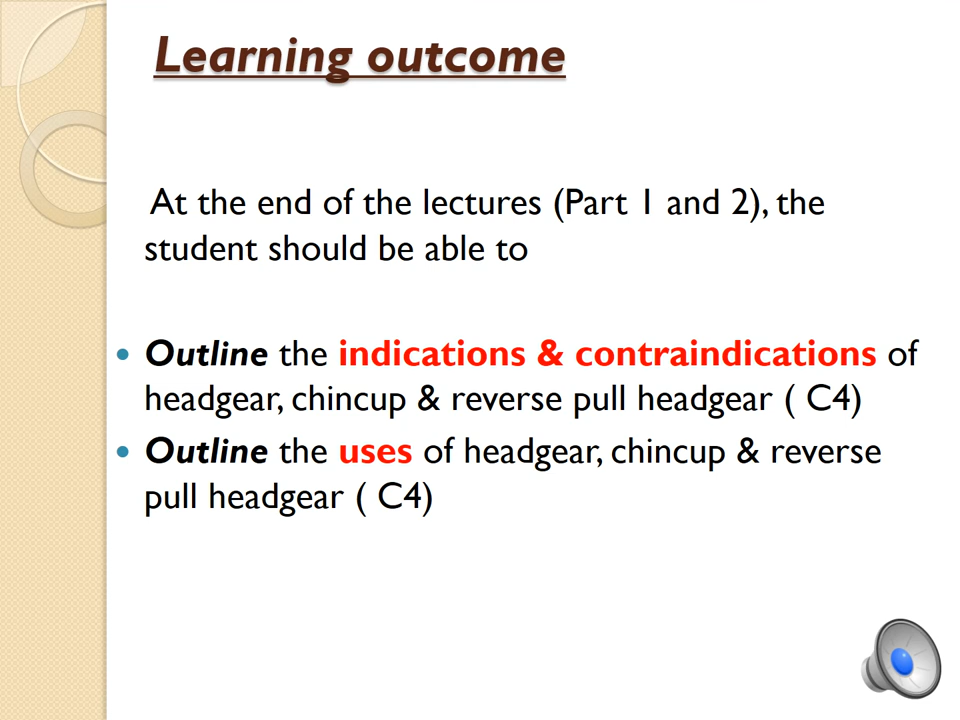 Learning outcome
At the end of the lectures (Part 1 and 2), the
student should be able to
• Outline the indications & contraindications of
headgear, chincup & reverse pull headgear ( C4)
• Outline the uses of headgear, chincup & reverse
pull headgear ( C4)